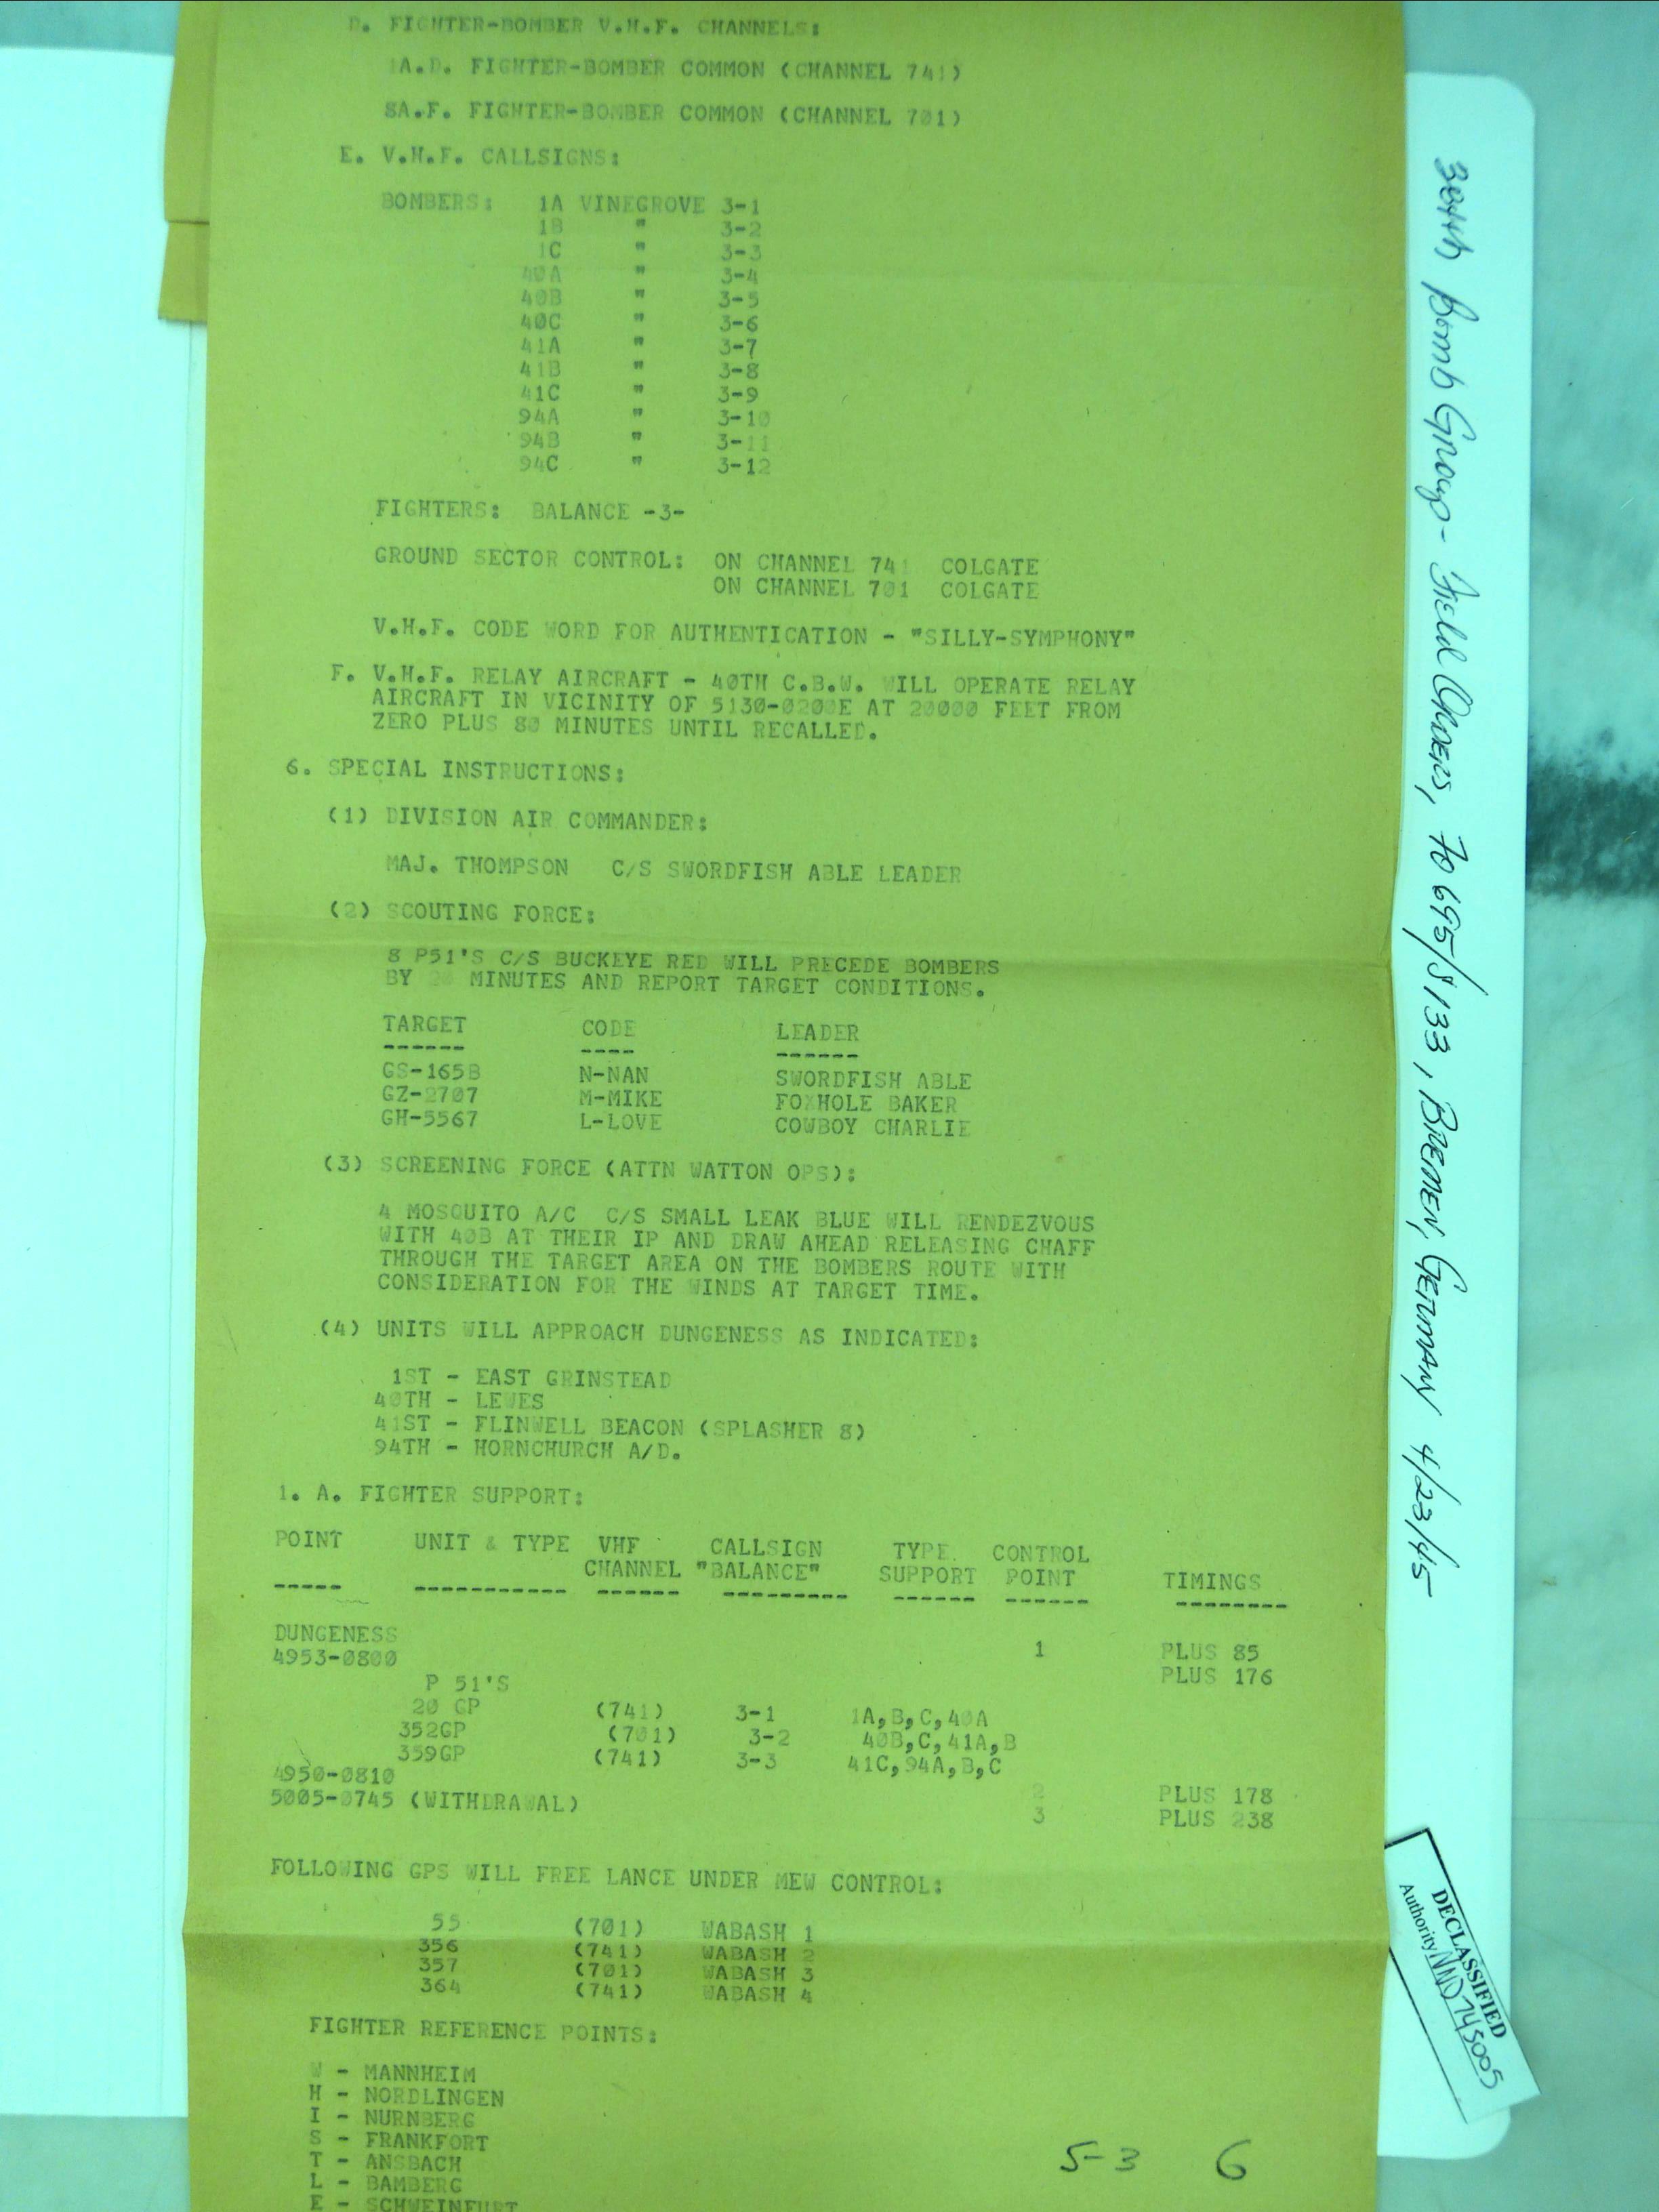 D. FIGHTER-BOMBER V.H.F. CHANNELS:
1A.D. FIGHTER-BOMBER COMMON (CHANNEL 741)
8A.F. FIGHTER-BOMBER COMMON (CHANNEL 701)
E. V.H.F. CALLSIGNS:
BOMBERS: 1A VINEGROVE 3-1
1B " 3-2
1C " 3-3
40A " 3-4
40B " 3-5
40C " 3-6
41A " 3-7
41B " 3-8
41C " 3-9
94A " 3-10
94B " 3-11
94C " 3-12
FIGHTERS: BALANCE -3-
GROUND SECTOR CONTROL: ON CHANNEL 741 COLGATE
ON CHANNEL 701 COLGATE
V.H.F. CODE WORD FOR AUTHENTICATION - "SILLY-SYMPHONY"
F. V.H.F. RELAY AIRCRAFT - 40TH C.B.W. WILL OPERATE RELAY
AIRCRAFT IN VICINITY OF 5130-0200E AT 20000 FEET FROM
ZERO PLUS 80 MINUTES UNTIL RECALLED.
6. SPECIAL INSTRUCTIONS:
(1) DIVISION AIR COMMANDER:
MAJ. THOMPSON C/S SWORDFISH ABLE LEADER
(2) SCOUTING FORCE:
8 P51'S C/S BUCKEYE RED WILL PRECEDE BOMBERS
BY MINUTES AND REPORT TARGET CONDITIONS.
TARGET CODE LEADER
------ ---- ------
GS-165B N-NAN SWORDFISH ABLE
GZ-2707 M-MIKE FOXHOLE BAKER
GH-5567 L-LOVE COWBOY CHARLIE
(3) SCREENING FORCE (ATTN WATTON OPS):
4 MOSQUITO A/C C/S SMALL LEAK BLUE WILL RENDEZVOUS
WITH 40B AT THEIR IP AND DRAW AHEAD RELEASING CHAFF
THROUGH THE TARGET AREA ON THE BOMBERS ROUTE WITH
CONSIDERATION FOR THE WINDS AT TARGET TIME.
(4) UNITS WILL APPROACH DUNGENESS AS INDICATED:
1ST - EAST GRINSTEAD
40TH - LEWES
41ST - FLINWELL BEACON (SPLASHER 8)
94TH - HORNCHURCH A/D.
1. A. FIGHTER SUPPORT:
POINT UNIT & TYPE VHF CALLSIGN TYPE CONTROL
CHANNEL "BALANCE" SUPPORT POINT TIMINGS
----- ----------- ------ --------- ------ ------ --------
DUNGENESS 1 PLUS 85
4953-0800 PLUS 176
P 51'S
20 GP (741) 3-1 1A,B,C,40A
352GP (701) 3-2 40B,C,41A,B
359GP (741) 3-3 41C,94A,B,C
4950-0810 2 PLUS 178
5005-0745 (WITHDRAWAL) 3 PLUS 238
FOLLOWING GPS WILL FREE LANCE UNDER MEW CONTROL:
55 (701) WABASH 1
356 (741) WABASH 2
357 (701) WABASH 3
364 (741) WABASH 4
FIGHTER REFERENCE POINTS:
W - MANNHEIM
H - NORDLINGEN
I - NURNBERG
S - FRANKFORT
T - ANSBACH
L - BAMBERG
E - SCHWEINFURT
5-3 6
384th Bomb Group - Field Orders, FO 695/S133, BREMEN, GERMANY 4/23/45
DECLASSIFIED
Authority NND745005